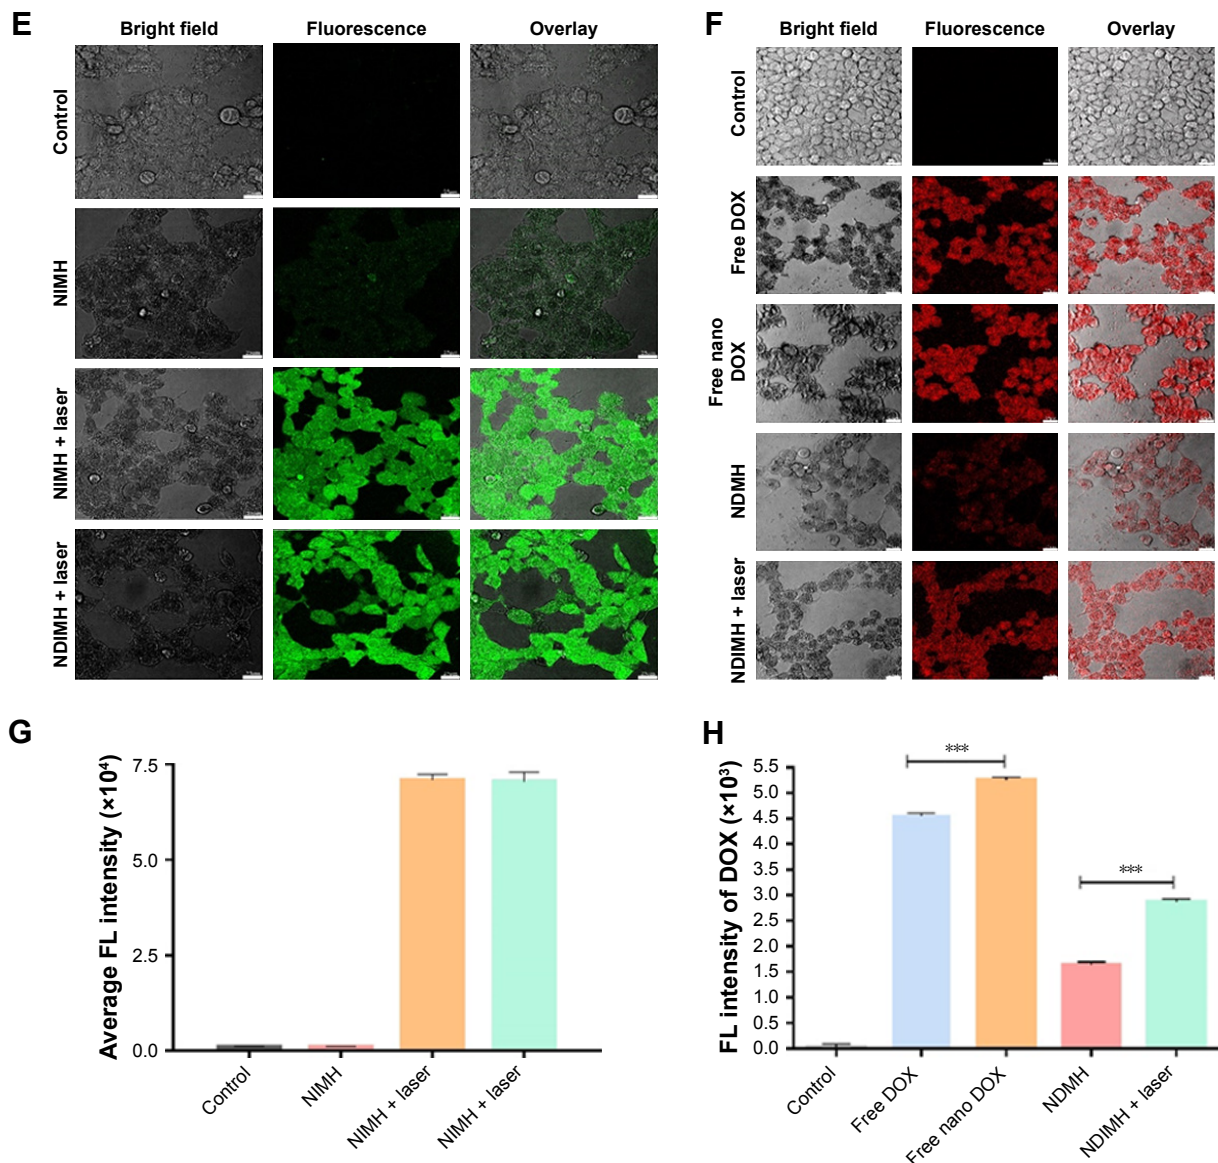 E
Bright field
Fluorescence
Overlay
Control
NIMH
NIMH + laser
NDIMH + laser
F
Bright field
Fluorescence
Overlay
Control
Free DOX
Free nano
DOX
NDMH
NDIMH + laser
G
Average FL intensity (×10⁴)
7.5
5.0
2.5
0.0
Control
NIMH
NIMH + laser
NIMH + laser
H
FL intensity of DOX (×10³)
5.5
5.0
4.5
4.0
3.5
3.0
2.5
2.0
1.5
1.0
0.5
0.0
***
***
Control
Free DOX
Free nano DOX
NDMH
NDIMH + laser